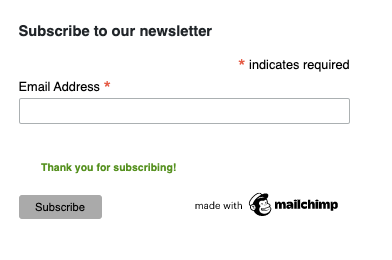 Subscribe to our newsletter
* indicates required
Email Address *
Thank you for subscribing!
Subscribe
made with mailchimp